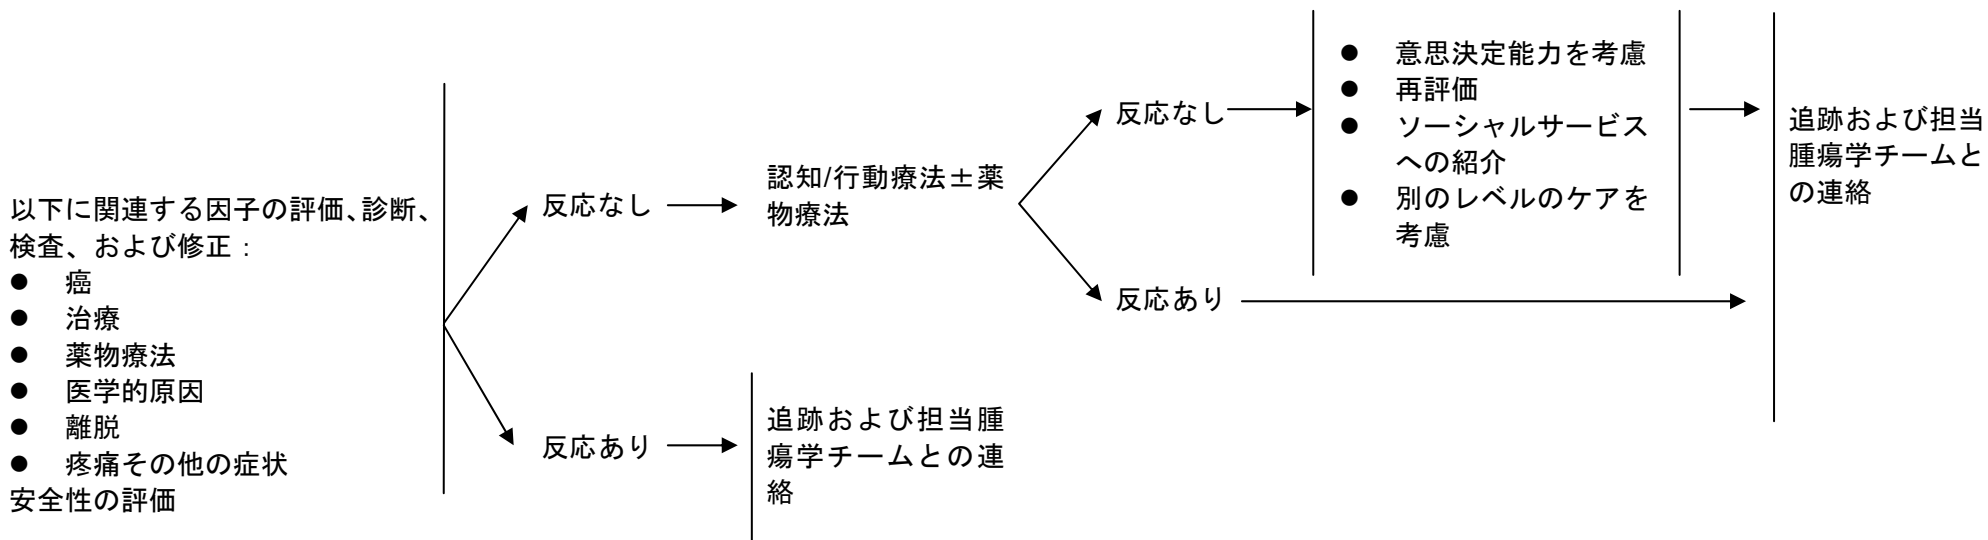 以下に関連する因子の評価、診断、
検査、および修正：
● 癌
● 治療
● 薬物療法
● 医学的原因
● 離脱
● 疼痛その他の症状
安全性の評価
反応なし
認知/行動療法±薬
物療法
反応なし
● 意思決定能力を考慮
● 再評価
● ソーシャルサービス
への紹介
● 別のレベルのケアを
考慮
追跡および担当
腫瘍学チームと
の連絡
反応あり
反応あり
追跡および担当腫
瘍学チームとの連
絡